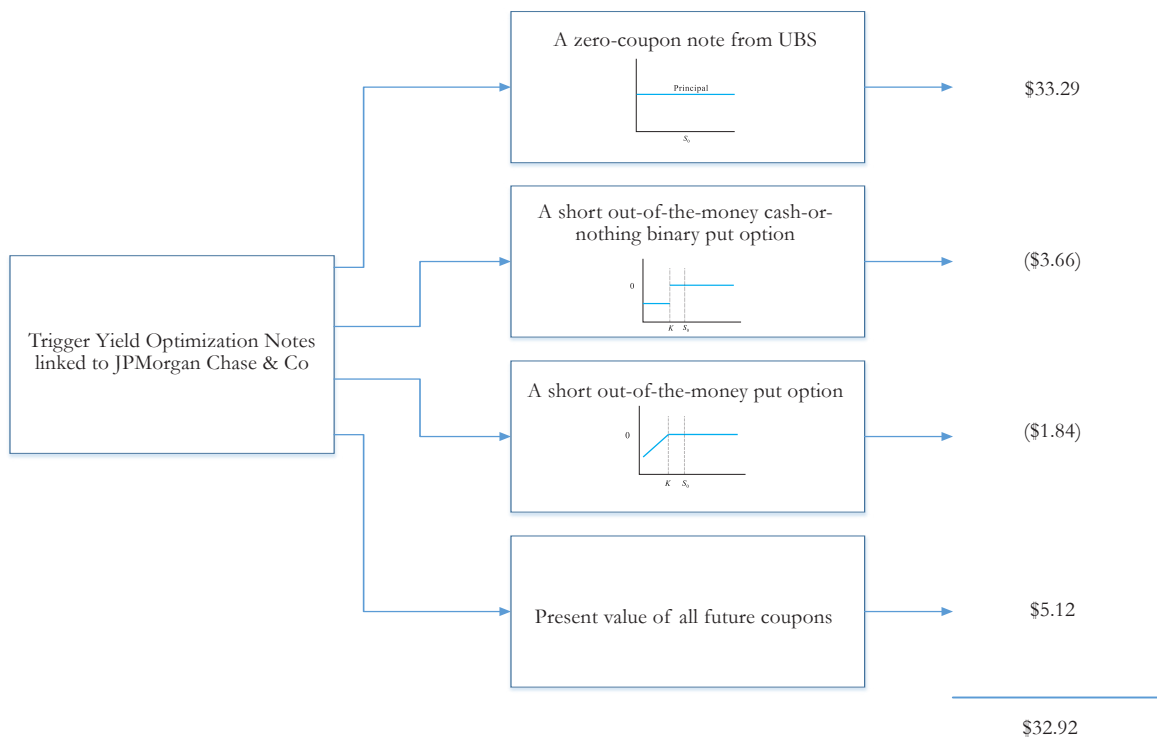 A zero-coupon note from UBS
Principal
S₀
$33.29
A short out-of-the-money cash-or-
nothing binary put option
0
K S₀
($3.66)
Trigger Yield Optimization Notes
linked to JPMorgan Chase & Co
A short out-of-the-money put option
0
K S₀
($1.84)
Present value of all future coupons
$5.12
$32.92